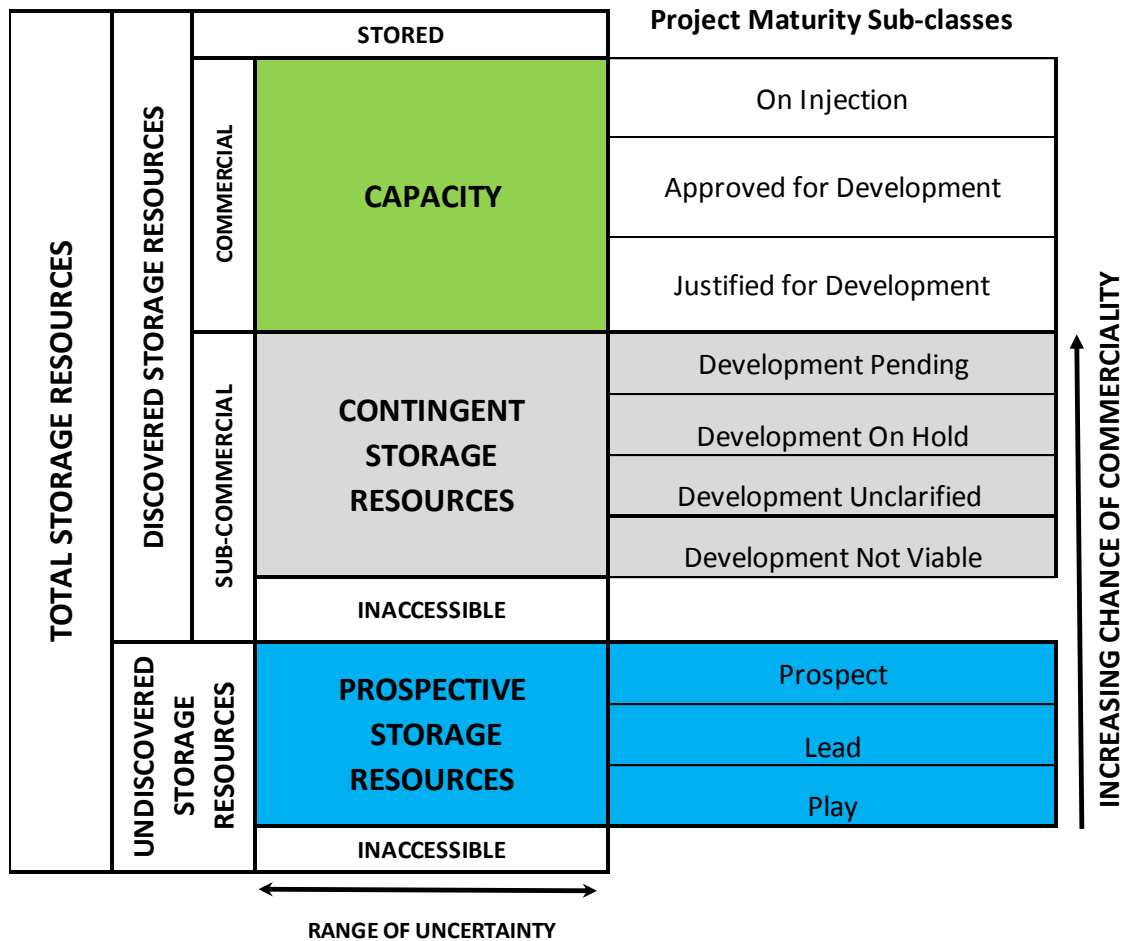 Project Maturity Sub-classes
TOTAL STORAGE RESOURCES
DISCOVERED STORAGE RESOURCES
STORED
COMMERCIAL
CAPACITY
On Injection
Approved for Development
Justified for Development
SUB-COMMERCIAL
CONTINGENT
STORAGE
RESOURCES
Development Pending
Development On Hold
Development Unclarified
Development Not Viable
INACCESSIBLE
UNDISCOVERED
STORAGE
RESOURCES
PROSPECTIVE
STORAGE
RESOURCES
Prospect
Lead
Play
INACCESSIBLE
INCREASING CHANCE OF COMMERCIALITY
RANGE OF UNCERTAINTY